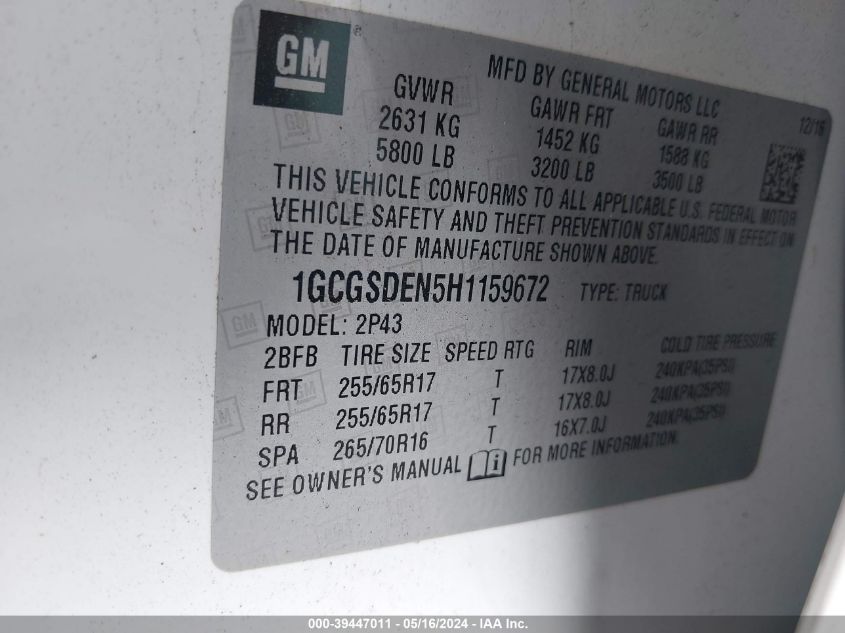 GM
MFD BY GENERAL MOTORS LLC
12/16
GVWR GAWR FRT GAWR RR
2631 KG 1452 KG 1588 KG
5800 LB 3200 LB 3500 LB
THIS VEHICLE CONFORMS TO ALL APPLICABLE U.S. FEDERAL MOTOR
VEHICLE SAFETY AND THEFT PREVENTION STANDARDS IN EFFECT ON
THE DATE OF MANUFACTURE SHOWN ABOVE.
1GCGSDEN5H1159672 TYPE: TRUCK
MODEL: 2P43
2BFB TIRE SIZE SPEED RTG RIM COLD TIRE PRESSURE
FRT 255/65R17 T 17X8.0J 240KPA(35PSI)
RR 255/65R17 T 17X8.0J 240KPA(35PSI)
SPA 265/70R16 T 16X7.0J 240KPA(35PSI)
SEE OWNER'S MANUAL FOR MORE INFORMATION.
000-39447011 - 05/16/2024 - IAA Inc.